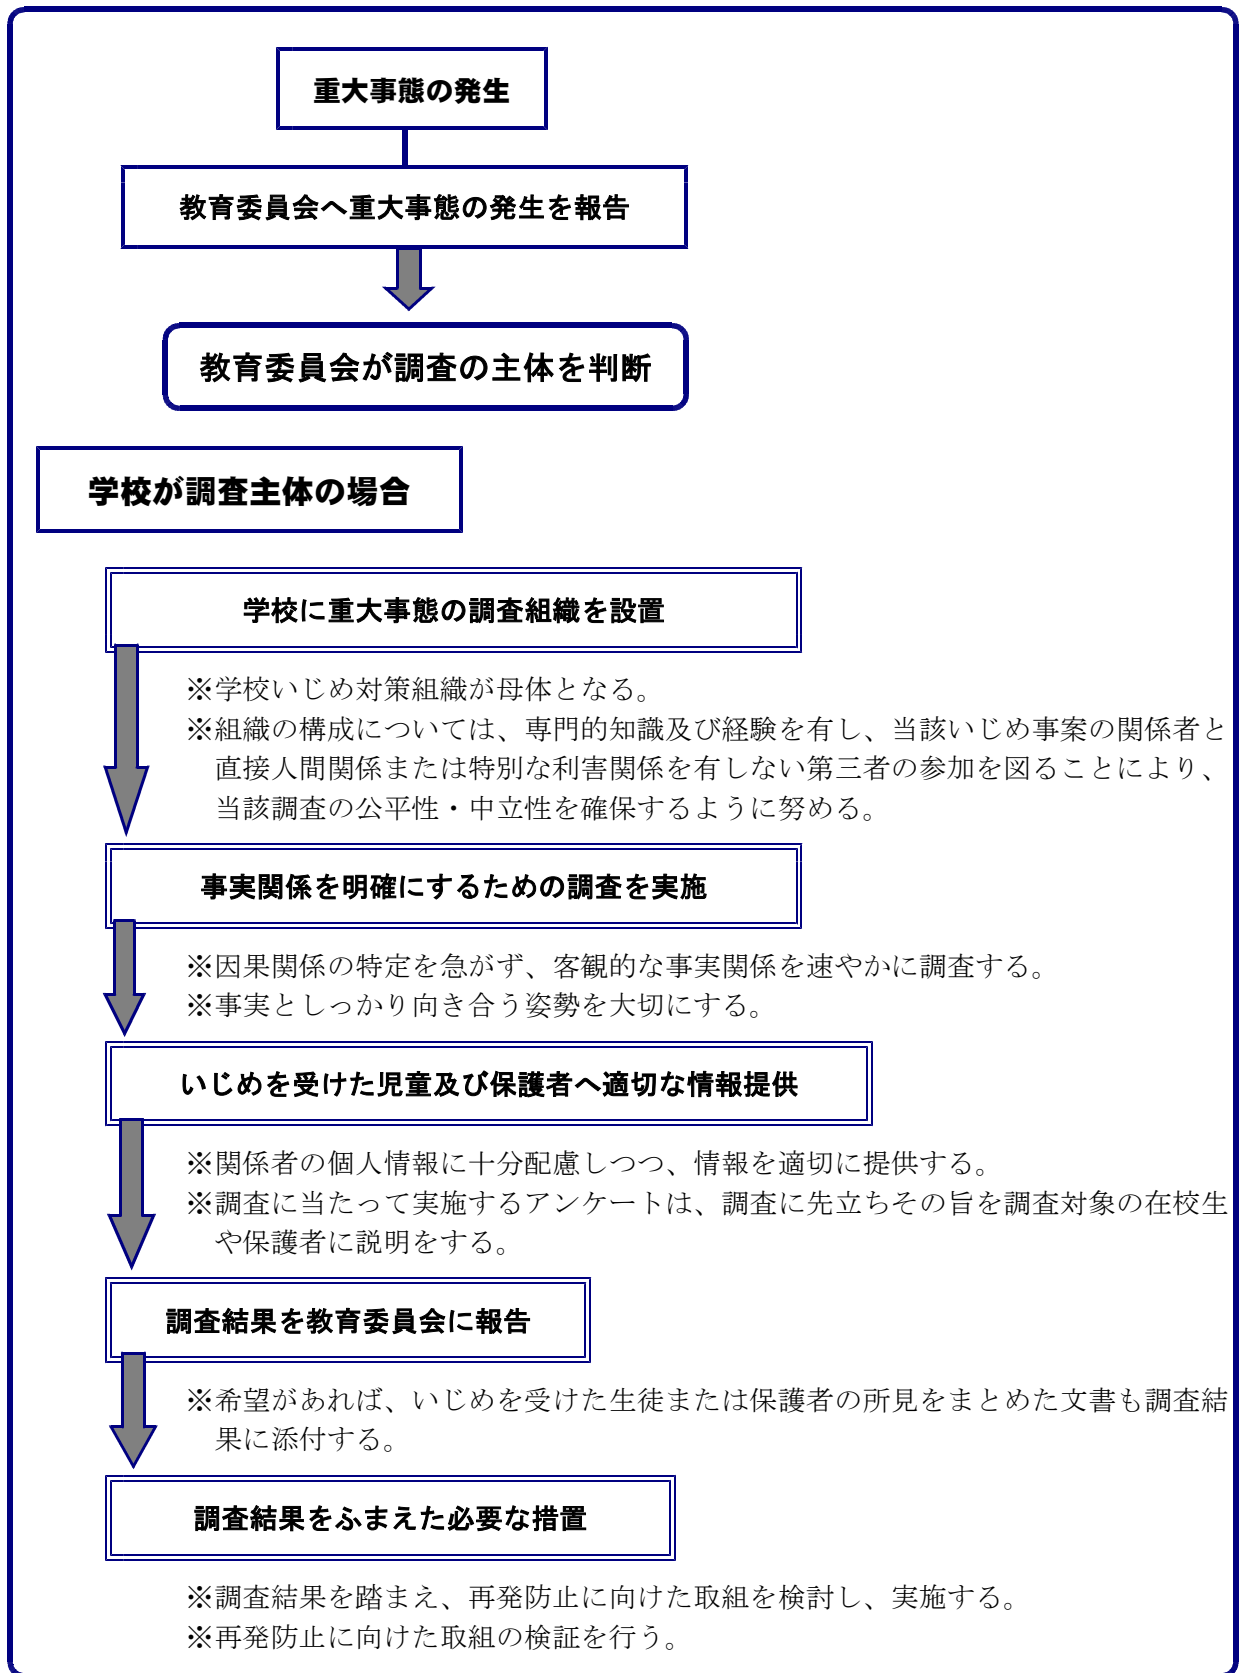 重大事態の発生
教育委員会へ重大事態の発生を報告
教育委員会が調査の主体を判断
学校が調査主体の場合
学校に重大事態の調査組織を設置
※学校いじめ対策組織が母体となる。
※組織の構成については、専門的知識及び経験を有し、当該いじめ事案の関係者と
直接人間関係または特別な利害関係を有しない第三者の参加を図ることにより、
当該調査の公平性・中立性を確保するように努める。
事実関係を明確にするための調査を実施
※因果関係の特定を急がず、客観的な事実関係を速やかに調査する。
※事実としっかり向き合う姿勢を大切にする。
いじめを受けた児童及び保護者へ適切な情報提供
※関係者の個人情報に十分配慮しつつ、情報を適切に提供する。
※調査に当たって実施するアンケートは、調査に先立ちその旨を調査対象の在校生
や保護者に説明をする。
調査結果を教育委員会に報告
※希望があれば、いじめを受けた生徒または保護者の所見をまとめた文書も調査結
果に添付する。
調査結果をふまえた必要な措置
※調査結果を踏まえ、再発防止に向けた取組を検討し、実施する。
※再発防止に向けた取組の検証を行う。